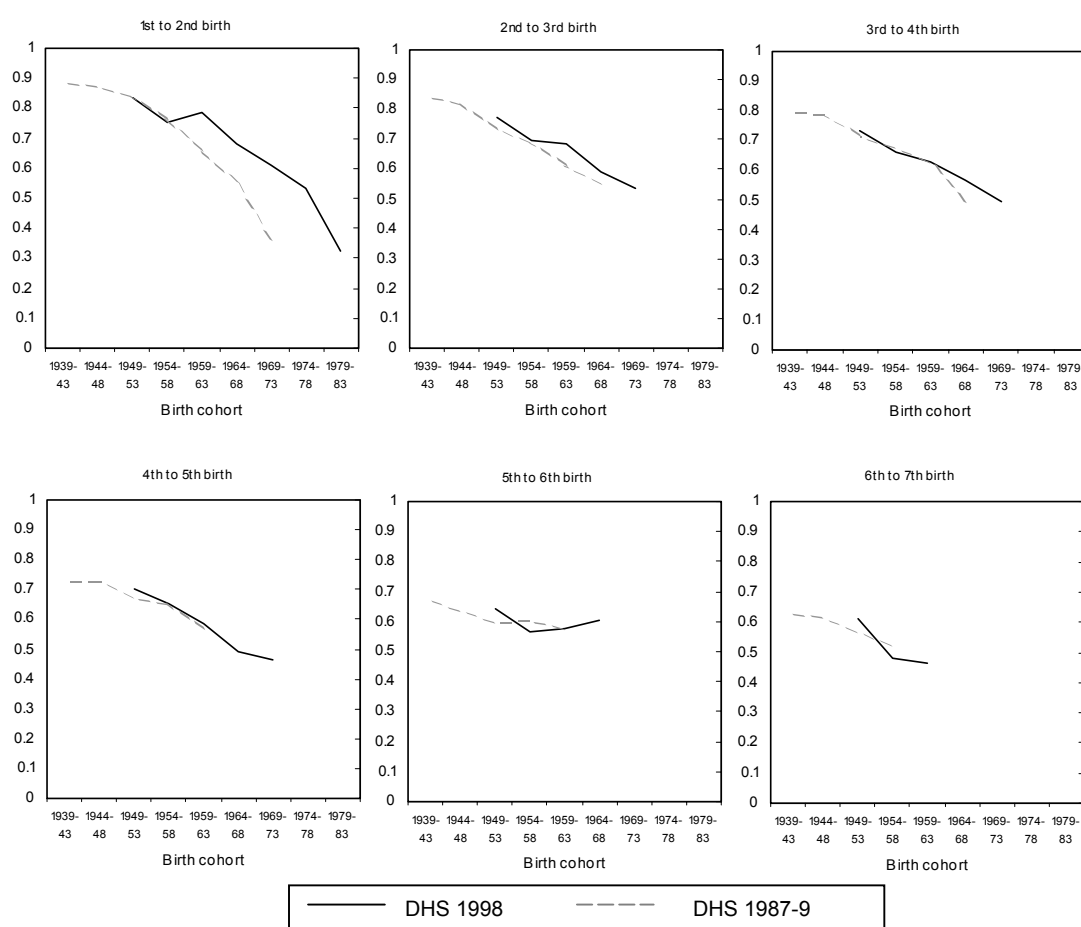 1st to 2nd birth
1
0.9
0.8
0.7
0.6
0.5
0.4
0.3
0.2
0.1
0
1939- 1944- 1949- 1954- 1959- 1964- 1969- 1974- 1979-
43 48 53 58 63 68 73 78 83
Birth cohort
2nd to 3rd birth
1
0.9
0.8
0.7
0.6
0.5
0.4
0.3
0.2
0.1
0
1939- 1944- 1949- 1954- 1959- 1964- 1969- 1974- 1979-
43 48 53 58 63 68 73 78 83
Birth cohort
3rd to 4th birth
1
0.9
0.8
0.7
0.6
0.5
0.4
0.3
0.2
0.1
0
1939- 1944- 1949- 1954- 1959- 1964- 1969- 1974- 1979-
43 48 53 58 63 68 73 78 83
Birth cohort
4th to 5th birth
1
0.9
0.8
0.7
0.6
0.5
0.4
0.3
0.2
0.1
0
1939- 1944- 1949- 1954- 1959- 1964- 1969- 1974- 1979-
43 48 53 58 63 68 73 78 83
Birth cohort
5th to 6th birth
1
0.9
0.8
0.7
0.6
0.5
0.4
0.3
0.2
0.1
0
1939- 1944- 1949- 1954- 1959- 1964- 1969- 1974- 1979-
43 48 53 58 63 68 73 78 83
Birth cohort
6th to 7th birth
1
0.9
0.8
0.7
0.6
0.5
0.4
0.3
0.2
0.1
0
1939- 1944- 1949- 1954- 1959- 1964- 1969- 1974- 1979-
43 48 53 58 63 68 73 78 83
Birth cohort
DHS 1998 DHS 1987-9